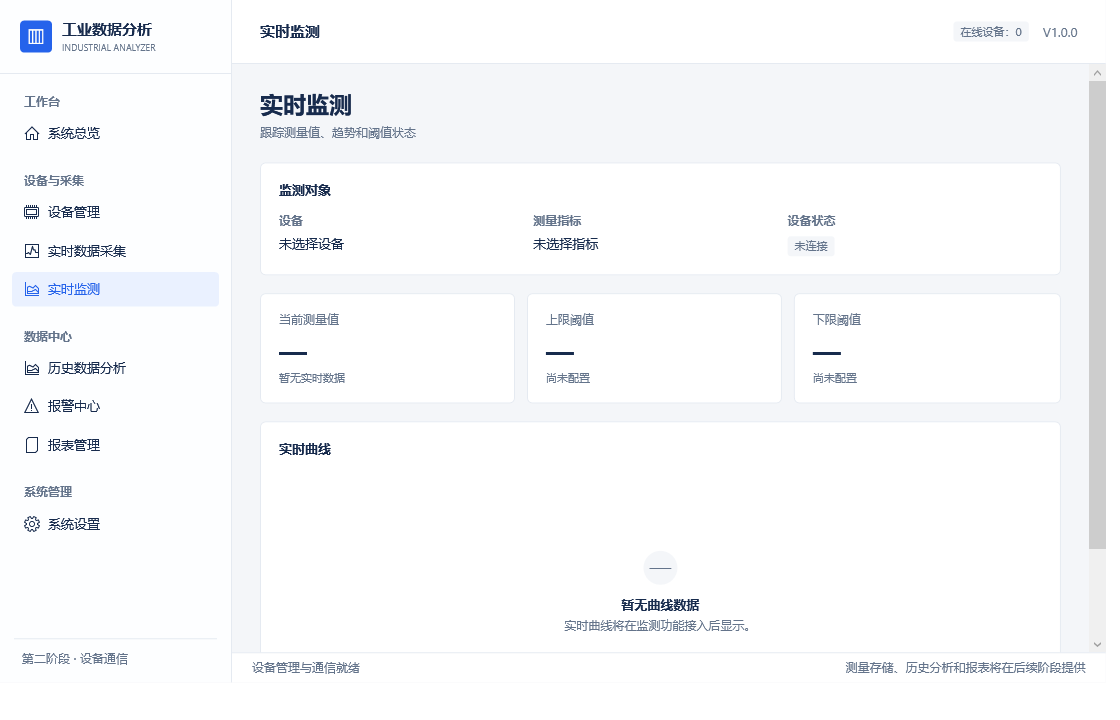 工业数据分析
INDUSTRIAL ANALYZER
工作台
系统总览
设备与采集
设备管理
实时数据采集
实时监测
数据中心
历史数据分析
报警中心
报表管理
系统管理
系统设置
第二阶段 · 设备通信
实时监测
在线设备：0
V1.0.0
实时监测
跟踪测量值、趋势和阈值状态
监测对象
设备
测量指标
设备状态
未选择设备
未选择指标
未连接
当前测量值
上限阈值
下限阈值
—
—
—
暂无实时数据
尚未配置
尚未配置
实时曲线
—
暂无曲线数据
实时曲线将在监测功能接入后显示。
设备管理与通信就绪
测量存储、历史分析和报表将在后续阶段提供